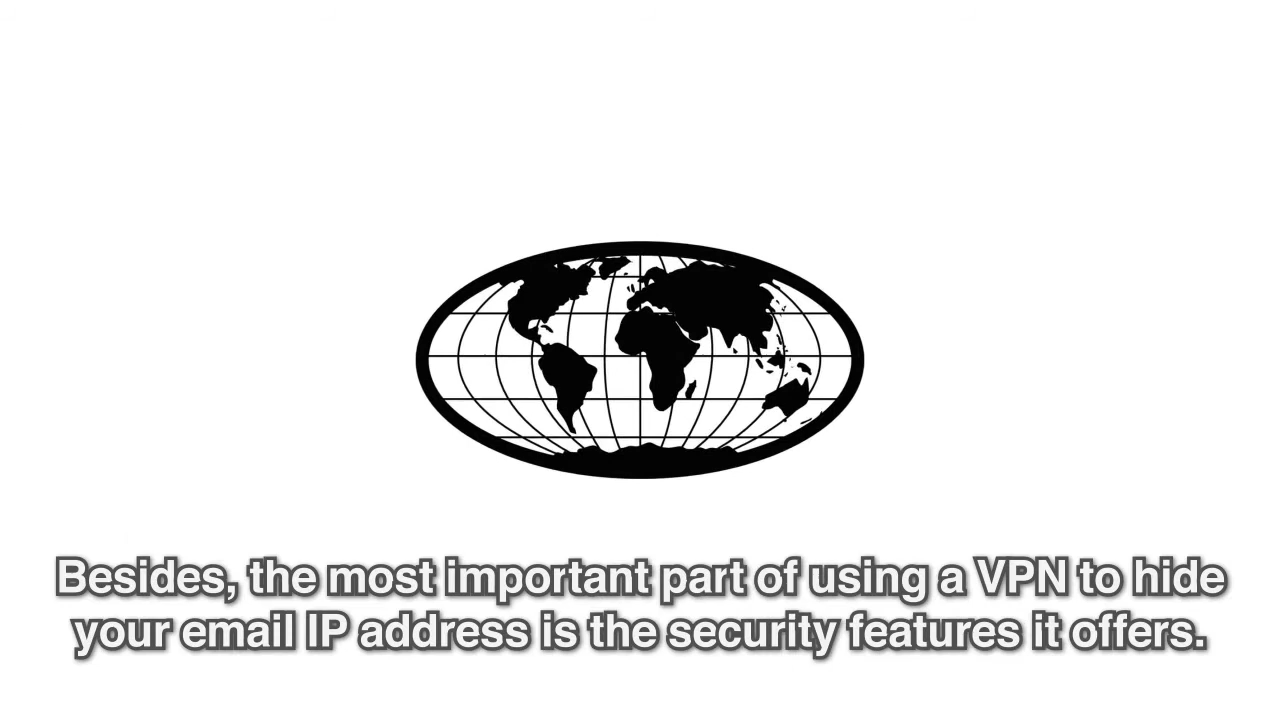 Besides, the most important part of using a VPN to hide
your email IP address is the security features it offers.